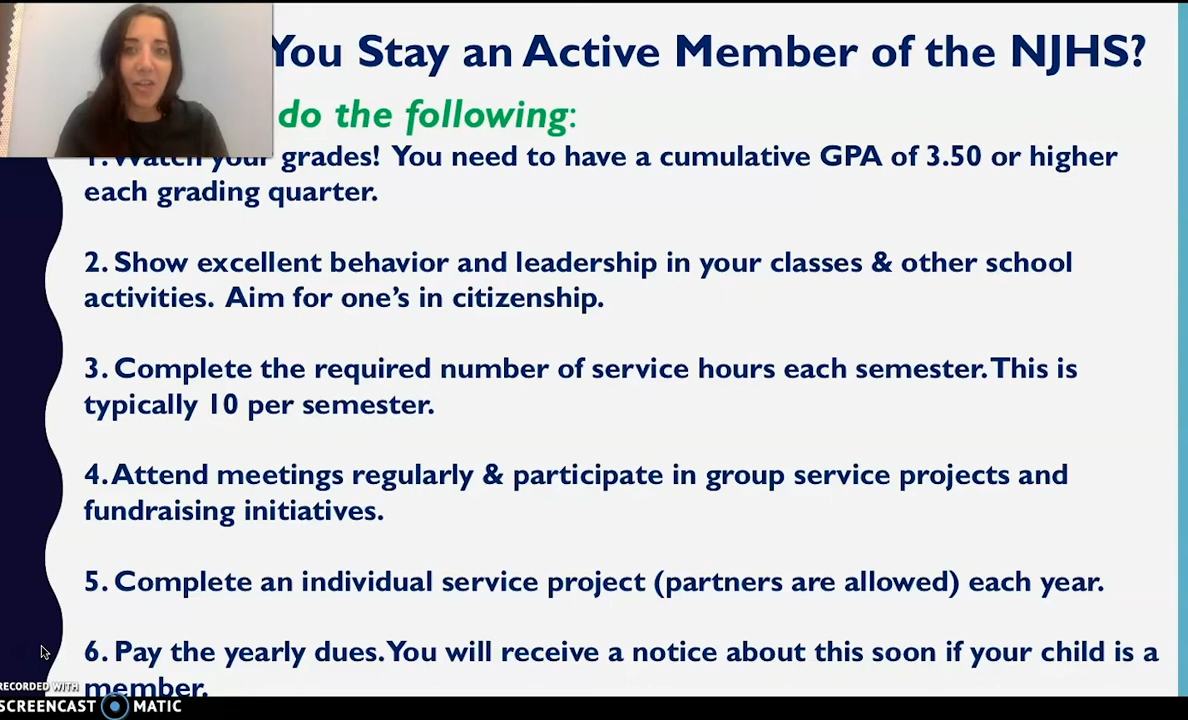 You Stay an Active Member of the NJHS?
do the following:
1. Watch your grades! You need to have a cumulative GPA of 3.50 or higher
each grading quarter.
2. Show excellent behavior and leadership in your classes & other school
activities. Aim for one's in citizenship.
3. Complete the required number of service hours each semester. This is
typically 10 per semester.
4. Attend meetings regularly & participate in group service projects and
fundraising initiatives.
5. Complete an individual service project (partners are allowed) each year.
6. Pay the yearly dues. You will receive a notice about this soon if your child is a
member.
RECORDED WITH
SCREENCAST MATIC